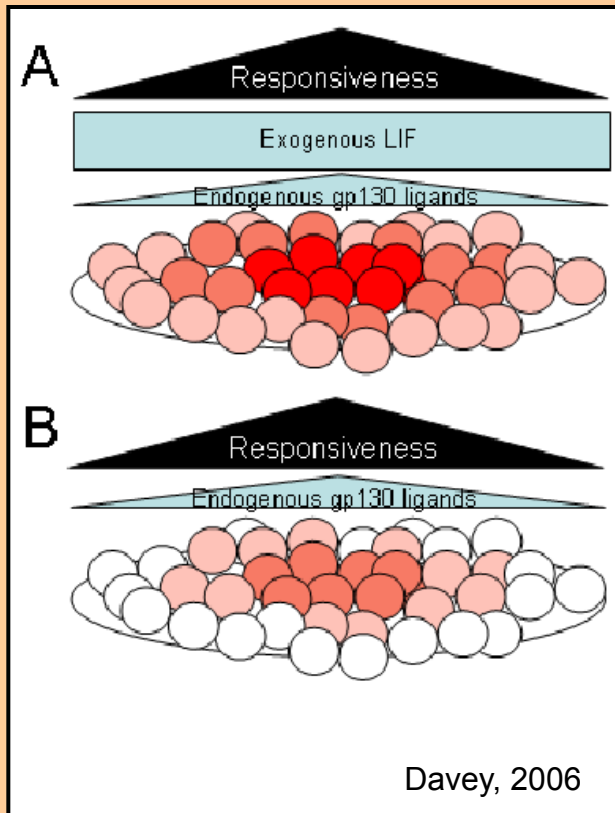 A
Responsiveness
Exogenous LIF
Endogenous gp130 ligands
B
Responsiveness
Endogenous gp130 ligands
Davey, 2006